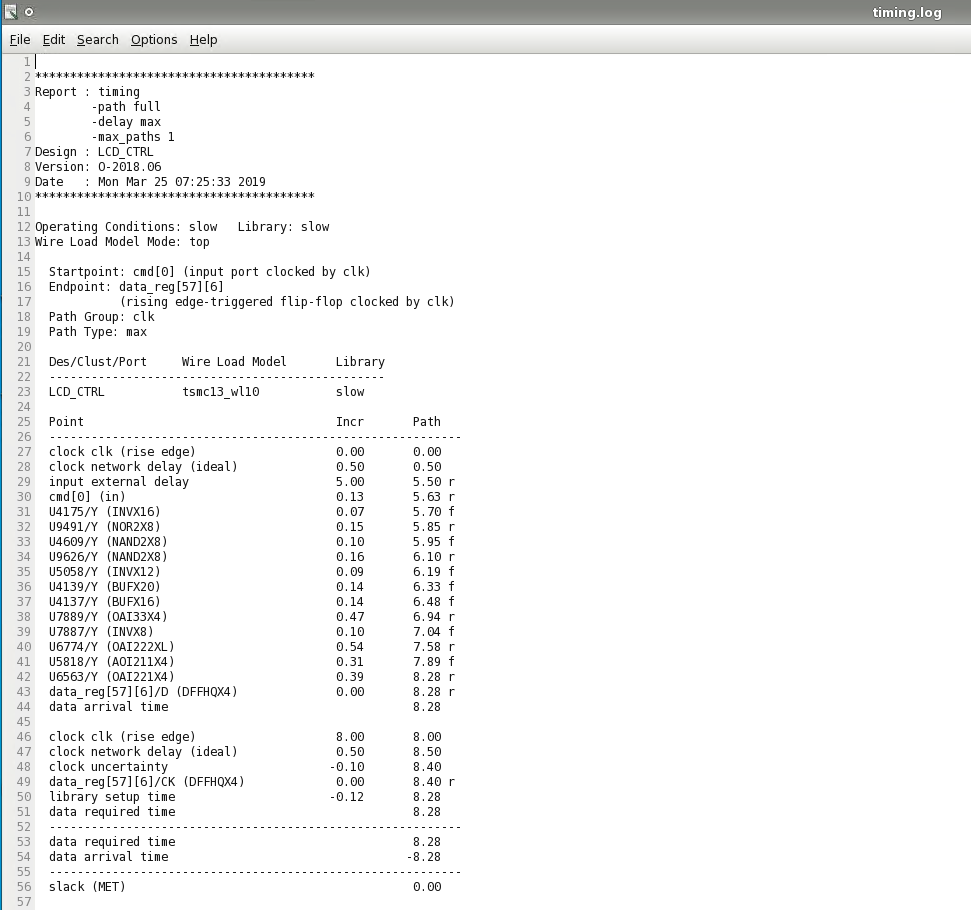 timing.log
File Edit Search Options Help
1
2 ****************************************
3 Report : timing
4         -path full
5         -delay max
6         -max_paths 1
7 Design : LCD_CTRL
8 Version: O-2018.06
9 Date   : Mon Mar 25 07:25:33 2019
10 ****************************************
11
12 Operating Conditions: slow   Library: slow
13 Wire Load Model Mode: top
14
15   Startpoint: cmd[0] (input port clocked by clk)
16   Endpoint: data_reg[57][6]
17             (rising edge-triggered flip-flop clocked by clk)
18   Path Group: clk
19   Path Type: max
20
21   Des/Clust/Port     Wire Load Model       Library
22   ------------------------------------------------
23   LCD_CTRL           tsmc13_wl10           slow
24
25   Point                                    Incr       Path
26   -----------------------------------------------------------
27   clock clk (rise edge)                    0.00       0.00
28   clock network delay (ideal)              0.50       0.50
29   input external delay                     5.00       5.50 r
30   cmd[0] (in)                              0.13       5.63 r
31   U4175/Y (INVX16)                         0.07       5.70 f
32   U9491/Y (NOR2X8)                         0.15       5.85 r
33   U4609/Y (NAND2X8)                        0.10       5.95 f
34   U9626/Y (NAND2X8)                        0.16       6.10 r
35   U5058/Y (INVX12)                         0.09       6.19 f
36   U4139/Y (BUFX20)                         0.14       6.33 f
37   U4137/Y (BUFX16)                         0.14       6.48 f
38   U7889/Y (OAI33X4)                        0.47       6.94 r
39   U7887/Y (INVX8)                          0.10       7.04 f
40   U6774/Y (OAI222XL)                       0.54       7.58 r
41   U5818/Y (AOI211X4)                       0.31       7.89 f
42   U6563/Y (OAI221X4)                       0.39       8.28 r
43   data_reg[57][6]/D (DFFHQX4)              0.00       8.28 r
44   data arrival time                                   8.28
45
46   clock clk (rise edge)                    8.00       8.00
47   clock network delay (ideal)              0.50       8.50
48   clock uncertainty                       -0.10       8.40
49   data_reg[57][6]/CK (DFFHQX4)             0.00       8.40 r
50   library setup time                      -0.12       8.28
51   data required time                                  8.28
52   -----------------------------------------------------------
53   data required time                                  8.28
54   data arrival time                                  -8.28
55   -----------------------------------------------------------
56   slack (MET)                                         0.00
57